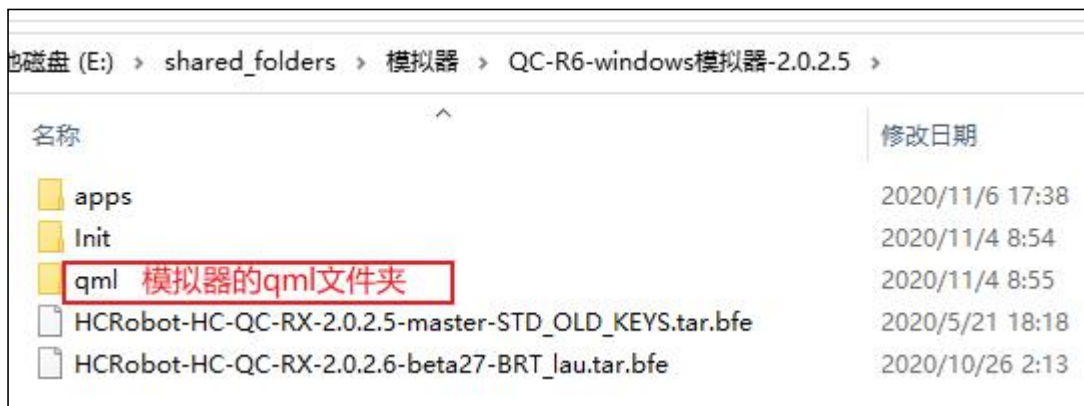 地磁盘 (E:) > shared_folders > 模拟器 > QC-R6-windows模拟器-2.0.2.5 >
名称 修改日期
apps 2020/11/6 17:38
Init 2020/11/4 8:54
qml 模拟器的qml文件夹 2020/11/4 8:55
HCRobot-HC-QC-RX-2.0.2.5-master-STD_OLD_KEYS.tar.bfe 2020/5/21 18:18
HCRobot-HC-QC-RX-2.0.2.6-beta27-BRT_lau.tar.bfe 2020/10/26 2:13